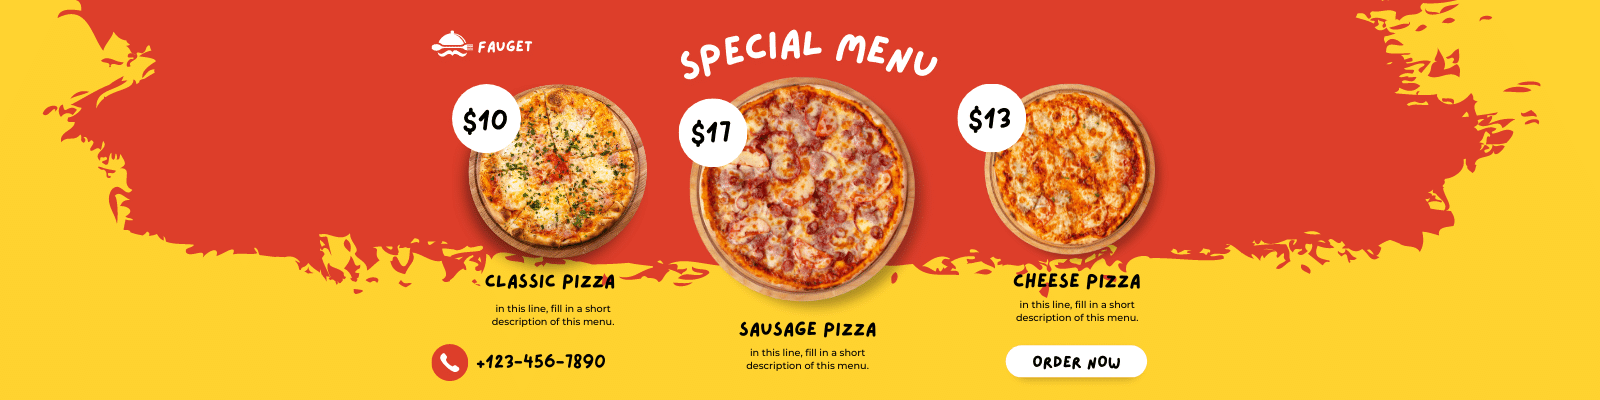 FAUGET
SPECIAL MENU
$10
CLASSIC PIZZA
in this line, fill in a short
description of this menu.
$17
SAUSAGE PIZZA
in this line, fill in a short
description of this menu.
$13
CHEESE PIZZA
in this line, fill in a short
description of this menu.
+123-456-7890
ORDER NOW